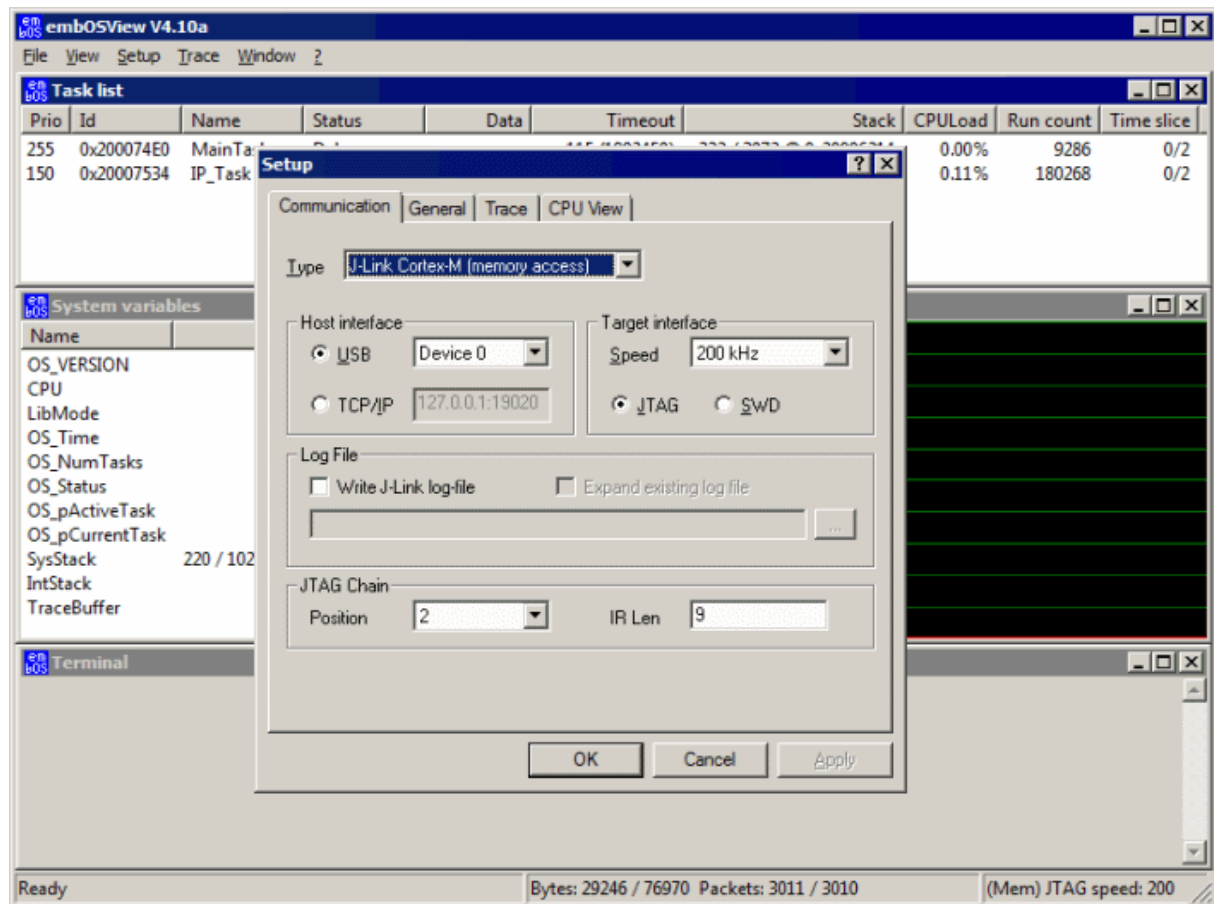 embOSView V4.10a
File View Setup Trace Window ?
Task list
Prio Id Name Status Data Timeout Stack CPULoad Run count Time slice
255 0x200074E0 0.00% 9286 0/2
150 0x20007534 IP_Task 0.11% 180268 0/2
Setup
Communication General Trace CPU View
Type J-Link Cortex-M (memory access)
Host interface
USB Device 0
TCP/IP 127.0.0.1:19020
Target interface
Speed 200 kHz
JTAG SWD
Log File
Write J-Link log-file Expand existing log file
...
JTAG Chain
Position 2 IR Len 9
OK Cancel Apply
System variables
Name
OS_VERSION
CPU
LibMode
OS_Time
OS_NumTasks
OS_Status
OS_pActiveTask
OS_pCurrentTask
SysStack 220 / 102
IntStack
TraceBuffer
Terminal
Ready Bytes: 29246 / 76970 Packets: 3011 / 3010 (Mem) JTAG speed: 200